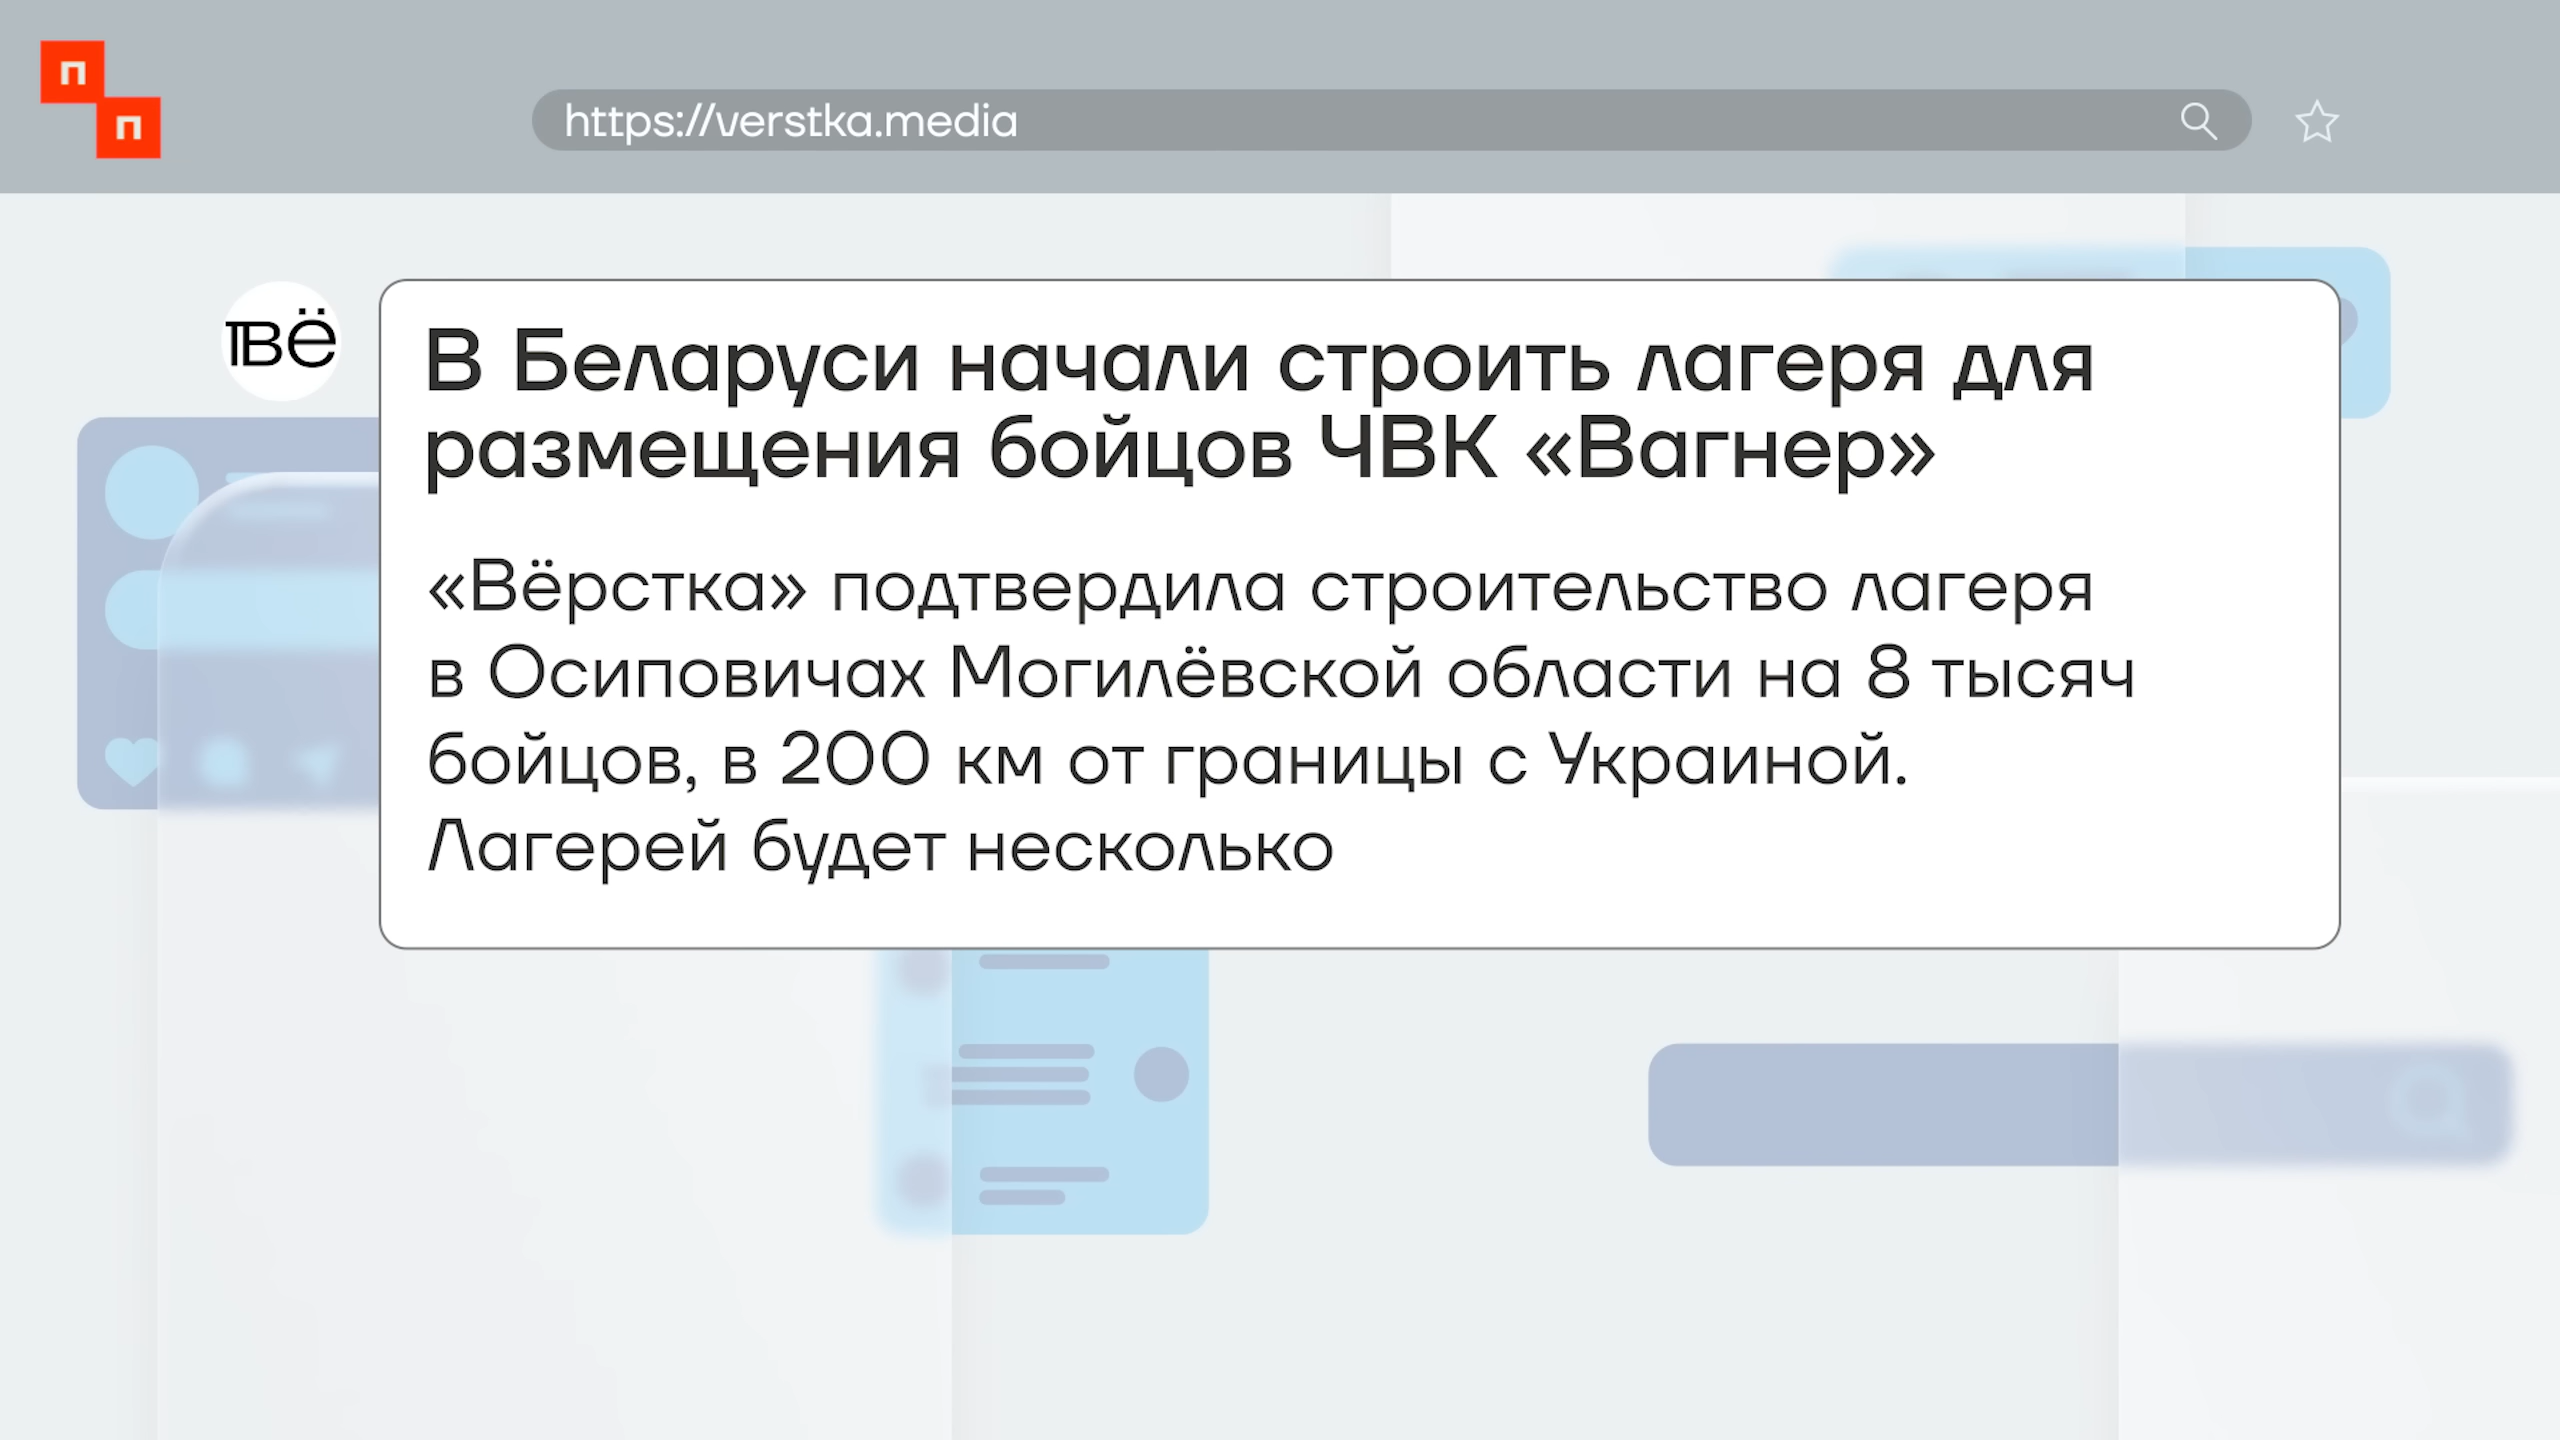 П
П
https://verstka.media
Вё
В Беларуси начали строить лагеря для
размещения бойцов ЧВК «Вагнер»
«Вёрстка» подтвердила строительство лагеря
в Осиповичах Могилёвской области на 8 тысяч
бойцов, в 200 км от границы с Украиной.
Лагерей будет несколько